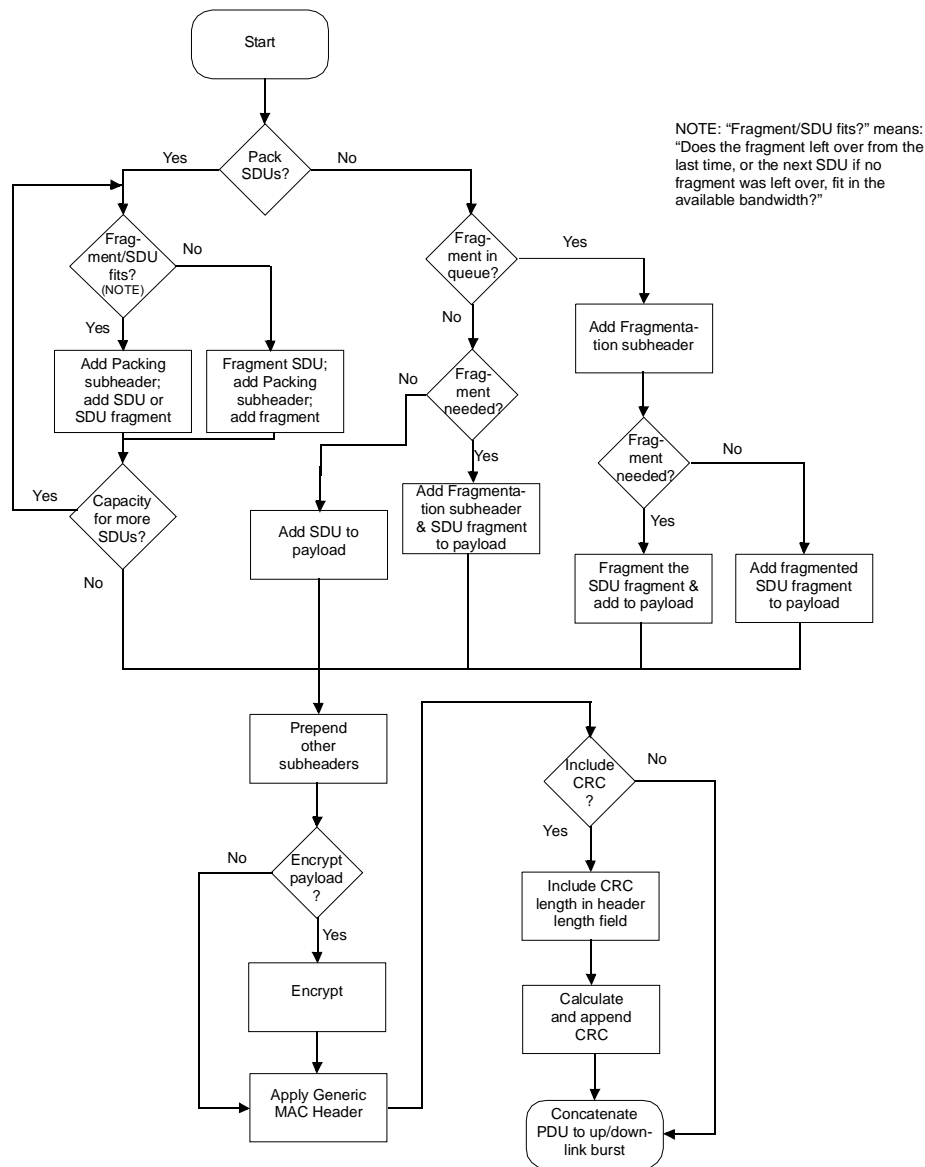 Start
Pack
SDUs?
Yes
No
NOTE: “Fragment/SDU fits?” means:
“Does the fragment left over from the
last time, or the next SDU if no
fragment was left over, fit in the
available bandwidth?”
Frag-
ment/SDU
fits?
(NOTE)
No
Yes
Add Packing
subheader;
add SDU or
SDU fragment
Fragment SDU;
add Packing
subheader;
add fragment
Capacity
for more
SDUs?
Yes
No
Frag-
ment in
queue?
Yes
No
Frag-
ment
needed?
No
Yes
Add SDU to
payload
Add Fragmenta-
tion subheader
& SDU fragment
to payload
Add Fragmenta-
tion subheader
Frag-
ment
needed?
No
Yes
Fragment the
SDU fragment &
add to payload
Add fragmented
SDU fragment
to payload
Prepend
other
subheaders
Encrypt
payload
?
No
Yes
Encrypt
Apply Generic
MAC Header
Include
CRC
?
No
Yes
Include CRC
length in header
length field
Calculate
and append
CRC
Concatenate
PDU to up/down-
link burst